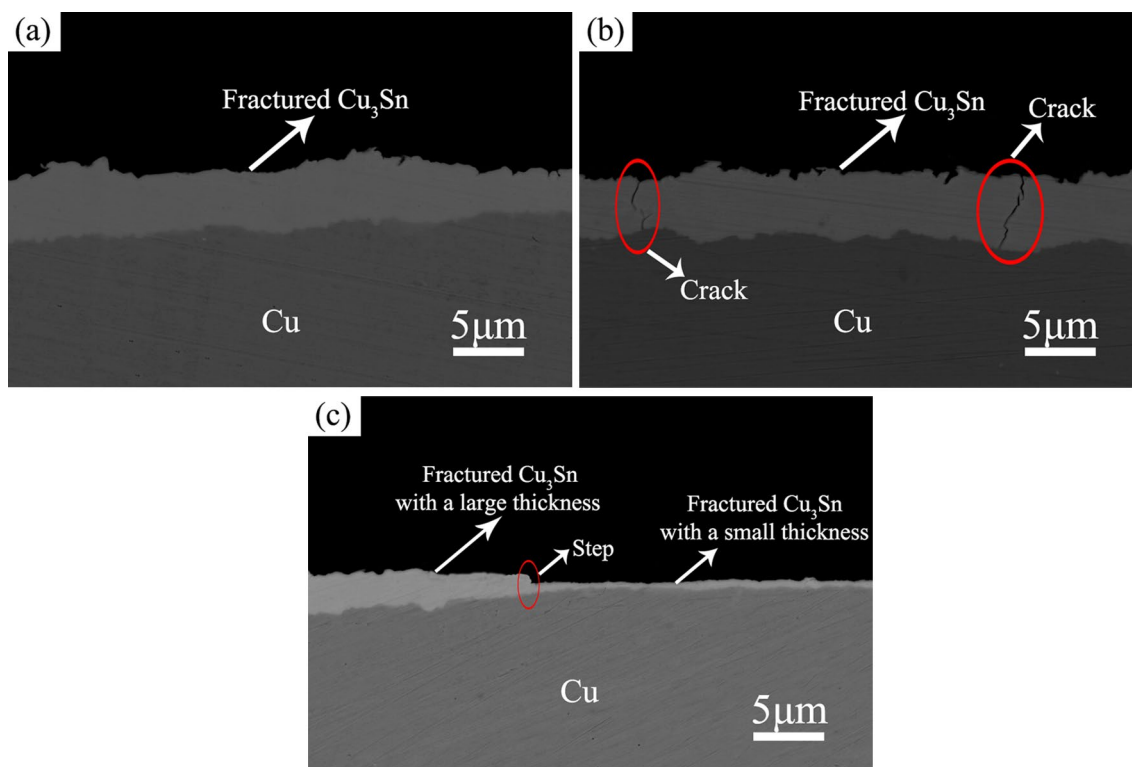 (a)
Fractured Cu₃Sn
Cu
5μm
(b)
Fractured Cu₃Sn
Crack
Crack
Cu
5μm
(c)
Fractured Cu₃Sn
with a large thickness
Step
Fractured Cu₃Sn
with a small thickness
Cu
5μm